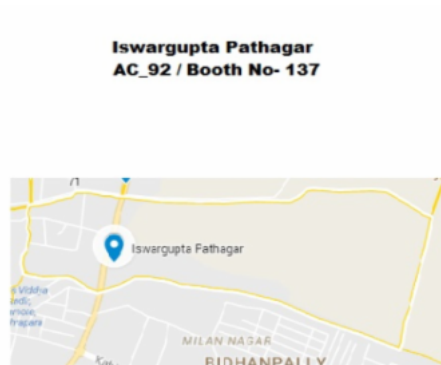 Iswargupta Pathagar
AC_92 / Booth No- 137
Iswargupta Pathagar
MILAN NAGAR
BIDHANPALLY